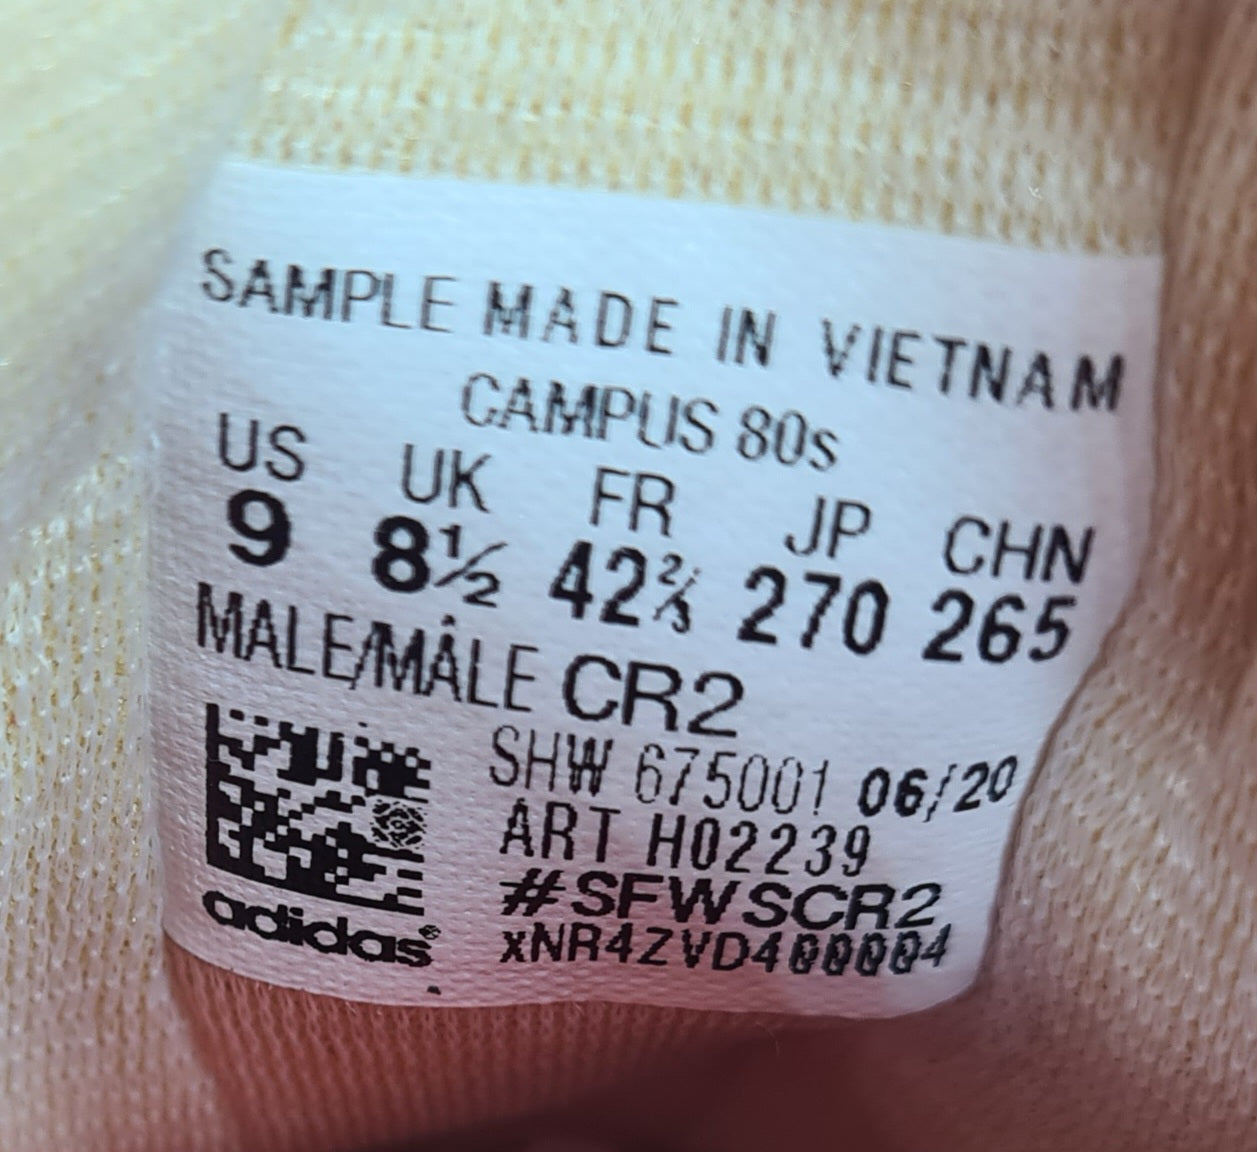 SAMPLE MADE IN VIETNAM
CAMPUS 80s
US UK FR JP CHN
9 8½ 42⅔ 270 265
MALE/MÂLE CR2
SHW 675001 06/20
ART H02239
#SFWSCR2
xNR4ZVD400004
adidas®